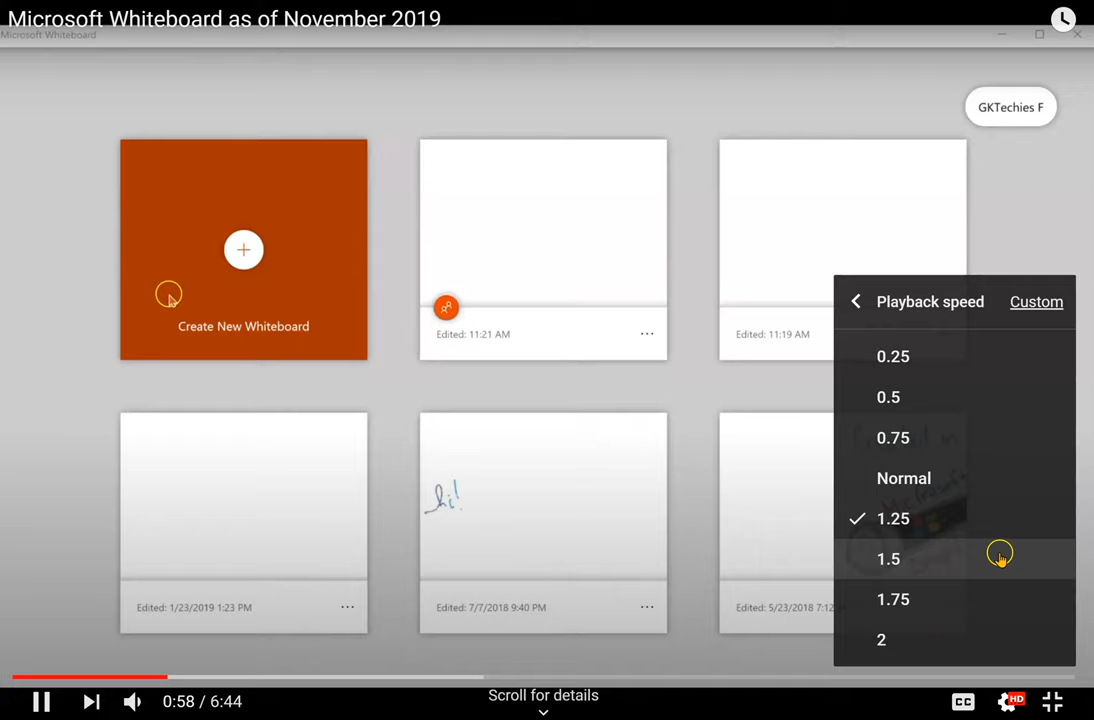 Microsoft Whiteboard as of November 2019
Microsoft Whiteboard
GKTechies F
Create New Whiteboard
Edited: 11:21 AM
Edited: 11:19 AM
hi!
Edited: 1/23/2019 1:23 PM
Edited: 7/7/2018 9:40 PM
Edited: 5/23/2018 7:12
Playback speed
Custom
0.25
0.5
0.75
Normal
1.25
1.5
1.75
2
0:58 / 6:44
Scroll for details
CC
HD